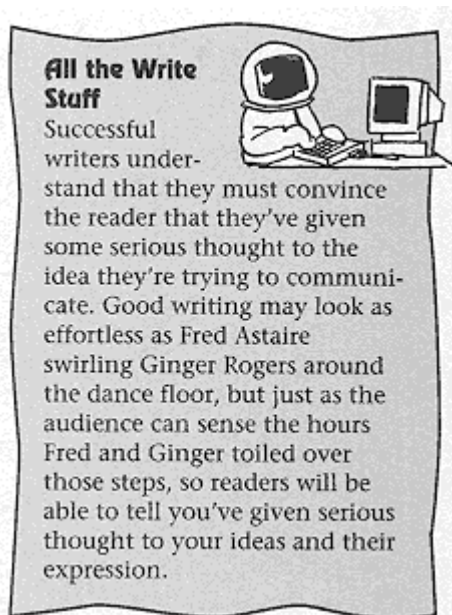 All the Write
Stuff
Successful
writers under-
stand that they must convince
the reader that they've given
some serious thought to the
idea they're trying to communi-
cate. Good writing may look as
effortless as Fred Astaire
swirling Ginger Rogers around
the dance floor, but just as the
audience can sense the hours
Fred and Ginger toiled over
those steps, so readers will be
able to tell you've given serious
thought to your ideas and their
expression.